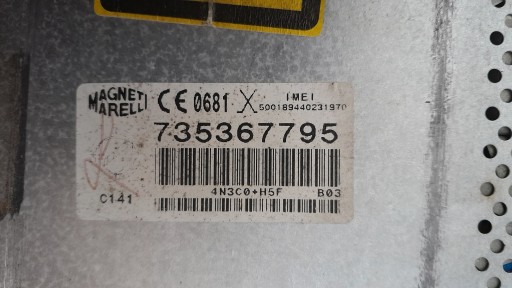 MAGNETI MARELLI
CE 0681 X
IMEI
500189440231970
735367795
4N3C0+H5F B03
C141